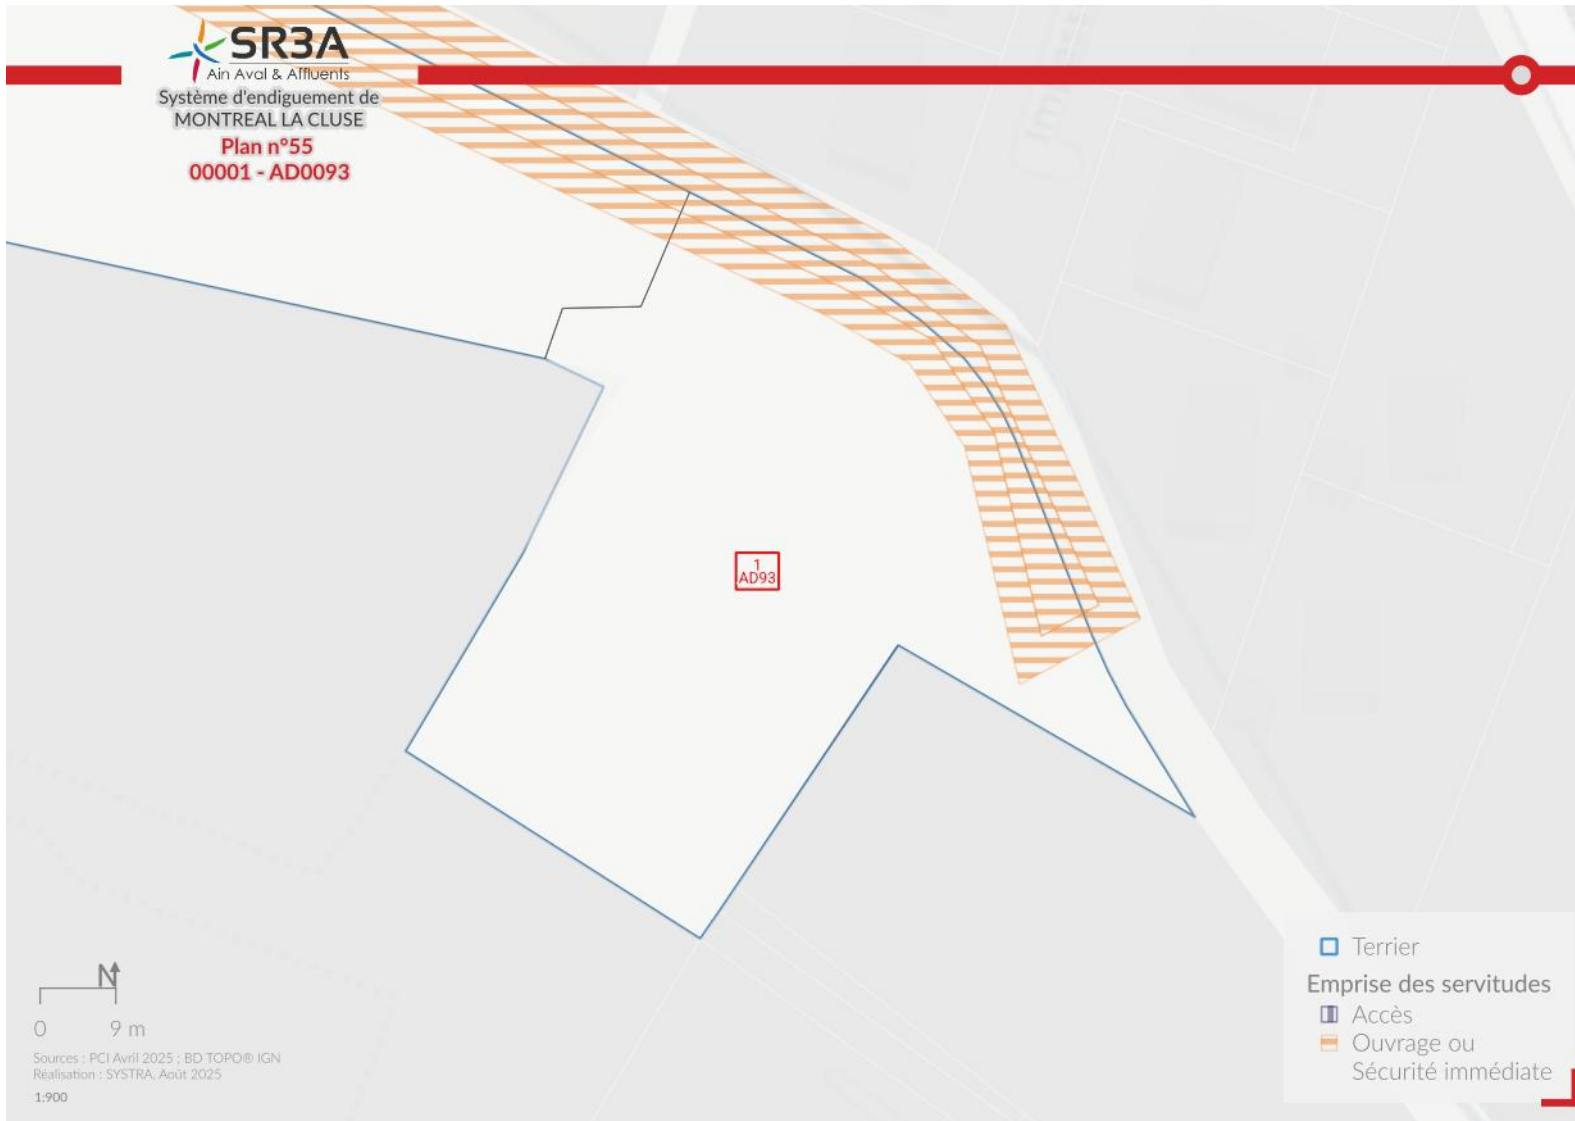 SR3A
Ain Aval & Affluents
Système d'endiguement de
MONTREAL LA CLUSE
Plan n°55
00001 - AD0093
1
AD93
N
0 9 m
Sources : PCI Avril 2025 ; BD TOPO® IGN
Réalisation : SYSTRA, Août 2025
1:900
Terrier
Emprise des servitudes
Accès
Ouvrage ou
Sécurité immédiate